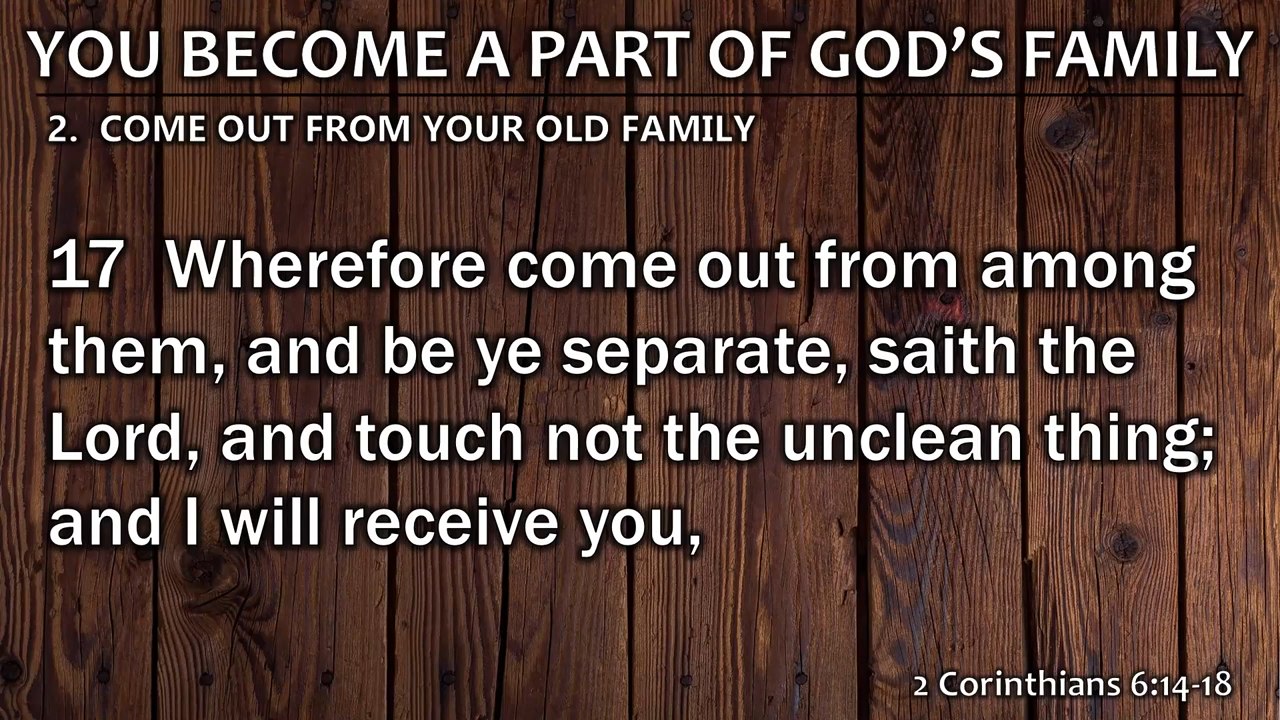 YOU BECOME A PART OF GOD’S FAMILY
2. COME OUT FROM YOUR OLD FAMILY
17 Wherefore come out from among
them, and be ye separate, saith the
Lord, and touch not the unclean thing;
and I will receive you,
2 Corinthians 6:14-18